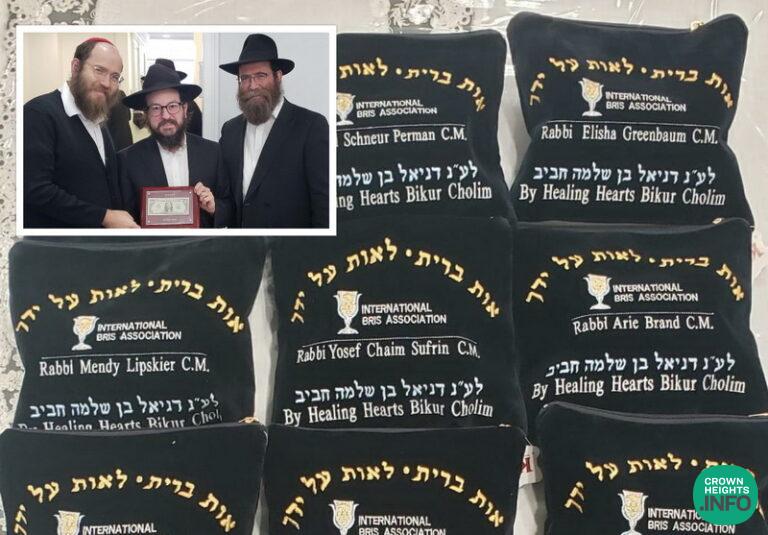 אות ברית • לאות
INTERNATIONAL
BRIS ASSOCIATION
Schneur Perman C.M.
לע״נ דניאל בן שלמה
Hearts Bikur Cholim
אות ברית • לאות על ידך
INTERNATIONAL
BRIS ASSOCIATION
Rabbi Elisha Greenbaum C.M.
לע״נ דניאל בן שלמה חביב
By Healing Hearts Bikur Cholim
אות ברית • לאות על ידך
INTERNATIONAL
BRIS ASSOCIATION
Rabbi Mendy Lipskier C.M.
לע״נ דניאל בן שלמה חביב
By Healing Hearts Bikur
אות ברית • לאות על ידך
INTERNATIONAL
BRIS ASSOCIATION
Rabbi Yosef Chaim Sufrin C.M.
לע״נ דניאל בן שלמה חביב
By Healing Hearts Bikur Cholim
אות ברית • לאות על ידך
INTERNATIONAL
BRIS ASSOCIATION
Rabbi Arie Brand C.M.
לע״נ דניאל בן שלמה חביב
By Healing Hearts Bikur Cholim
אות ברית • לאות על ידך
INTERNATIONAL
אות ברית • לאות על ידך
INTERNATIONAL
BRIS ASSOCIATION
אות ברית • לאות על ידך
INTERNATIONAL
BRIS ASSOCIATION
CROWN
HEIGHTS
.INFO